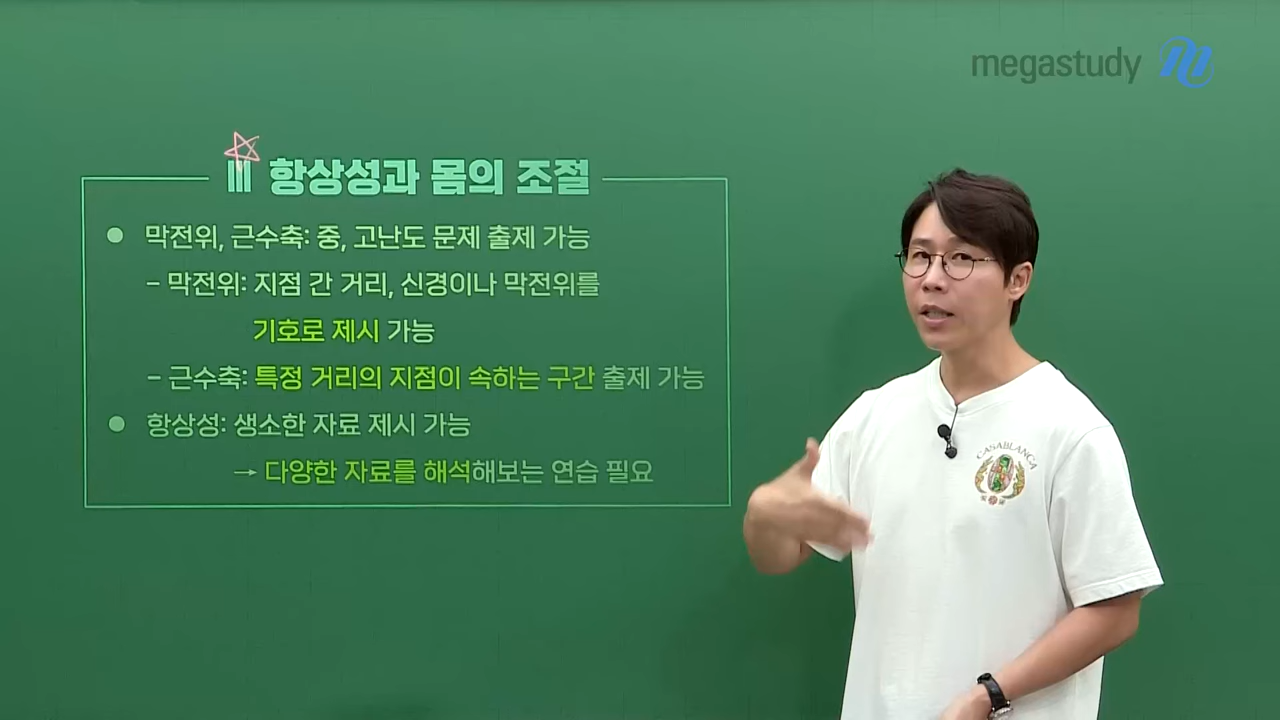 megastudy
Ⅲ 항상성과 몸의 조절
● 막전위, 근수축: 중, 고난도 문제 출제 가능
– 막전위: 지점 간 거리, 신경이나 막전위를
기호로 제시 가능
– 근수축: 특정 거리의 지점이 속하는 구간 출제 가능
● 항상성: 생소한 자료 제시 가능
→ 다양한 자료를 해석해보는 연습 필요
CASABLANCA